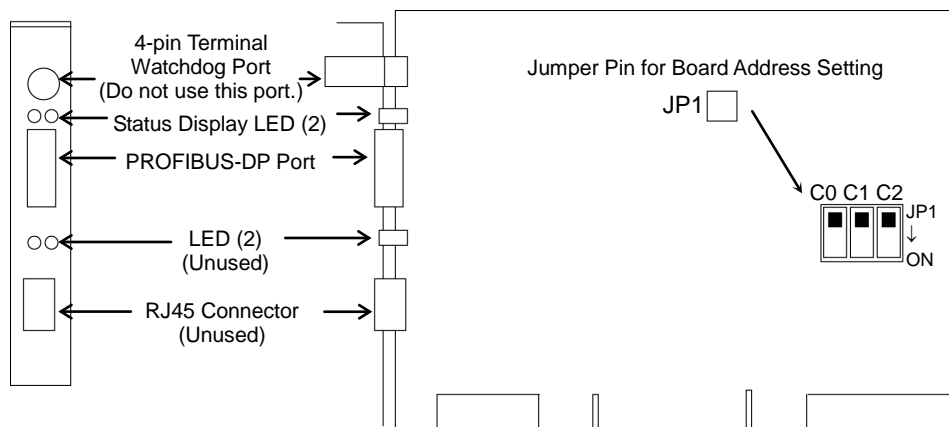 4-pin Terminal
Watchdog Port
(Do not use this port.)
Status Display LED (2)
PROFIBUS-DP Port
LED (2)
(Unused)
RJ45 Connector
(Unused)
Jumper Pin for Board Address Setting
JP1
C0 C1 C2
JP1
↓
ON